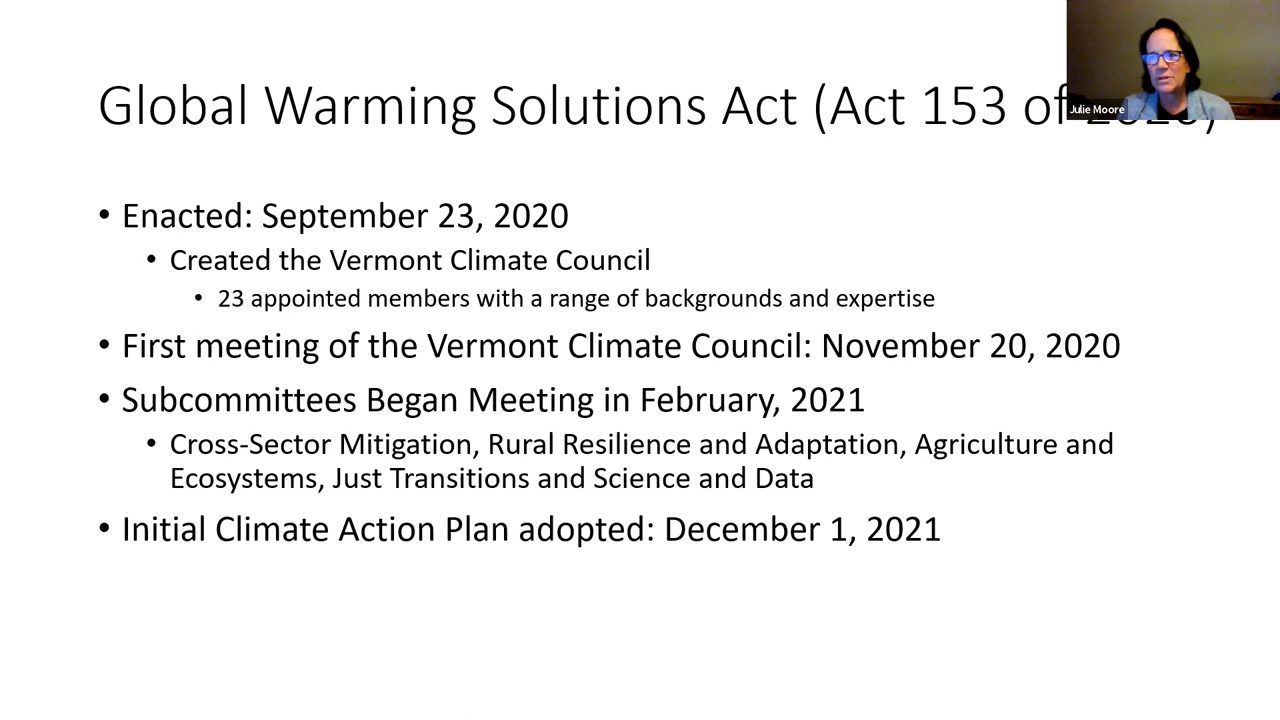 Global Warming Solutions Act (Act 153 of 2020)
Julie Moore
• Enacted: September 23, 2020
• Created the Vermont Climate Council
• 23 appointed members with a range of backgrounds and expertise
• First meeting of the Vermont Climate Council: November 20, 2020
• Subcommittees Began Meeting in February, 2021
• Cross-Sector Mitigation, Rural Resilience and Adaptation, Agriculture and
Ecosystems, Just Transitions and Science and Data
• Initial Climate Action Plan adopted: December 1, 2021